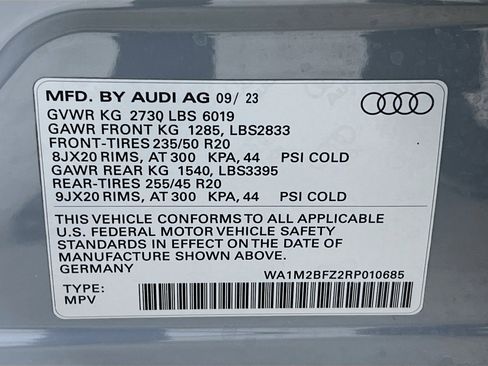 MFD. BY AUDI AG 09/ 23
GVWR KG 2730 LBS 6019
GAWR FRONT KG 1285, LBS2833
FRONT-TIRES 235/50 R20
8JX20 RIMS, AT 300 KPA, 44 PSI COLD
GAWR REAR KG 1540, LBS3395
REAR-TIRES 255/45 R20
9JX20 RIMS, AT 300 KPA, 44 PSI COLD
THIS VEHICLE CONFORMS TO ALL APPLICABLE
U.S. FEDERAL MOTOR VEHICLE SAFETY
STANDARDS IN EFFECT ON THE DATE OF
MANUFACTURE SHOWN ABOVE.
WA1M2BFZ2RP010685
TYPE:
MPV